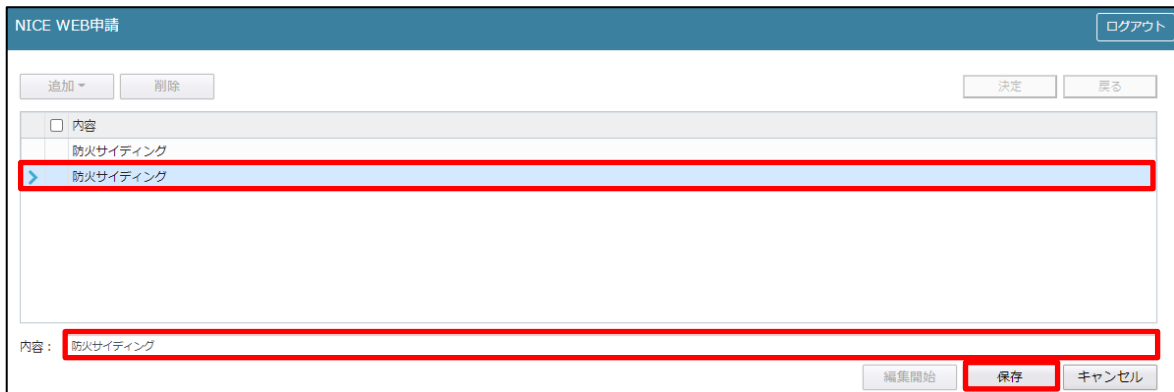 NICE WEB申請 ログアウト
追加 削除 決定 戻る
内容
防火サイディング
防火サイディング
内容： 防火サイディング
編集開始 保存 キャンセル